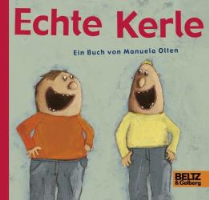 Echte Kerle
Ein Buch von Manuela Olten
BELTZ
& Gelberg